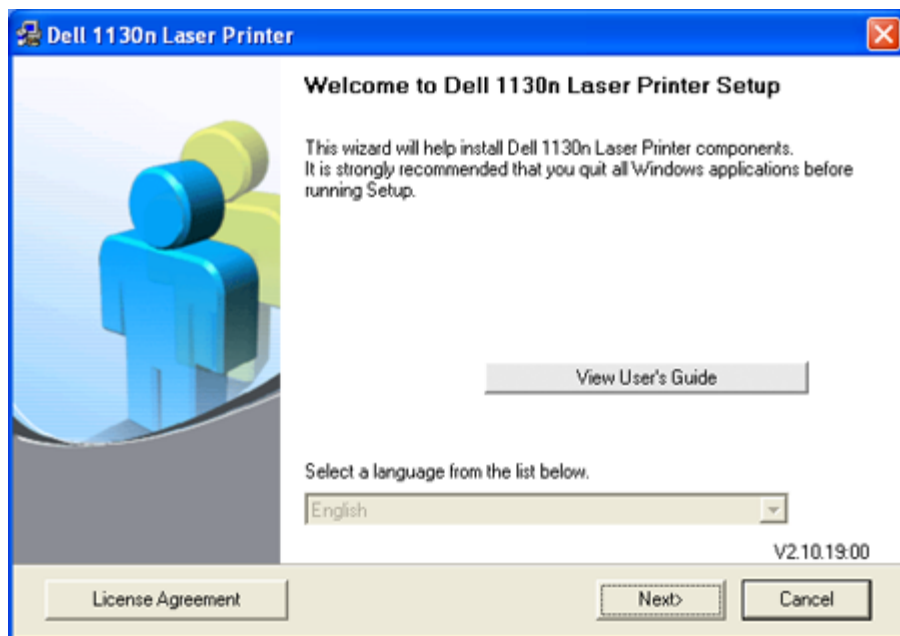 Dell 1130n Laser Printer
Welcome to Dell 1130n Laser Printer Setup
This wizard will help install Dell 1130n Laser Printer components.
It is strongly recommended that you quit all Windows applications before
running Setup.
View User's Guide
Select a language from the list below.
English
V2.10.19:00
License Agreement
Next>
Cancel